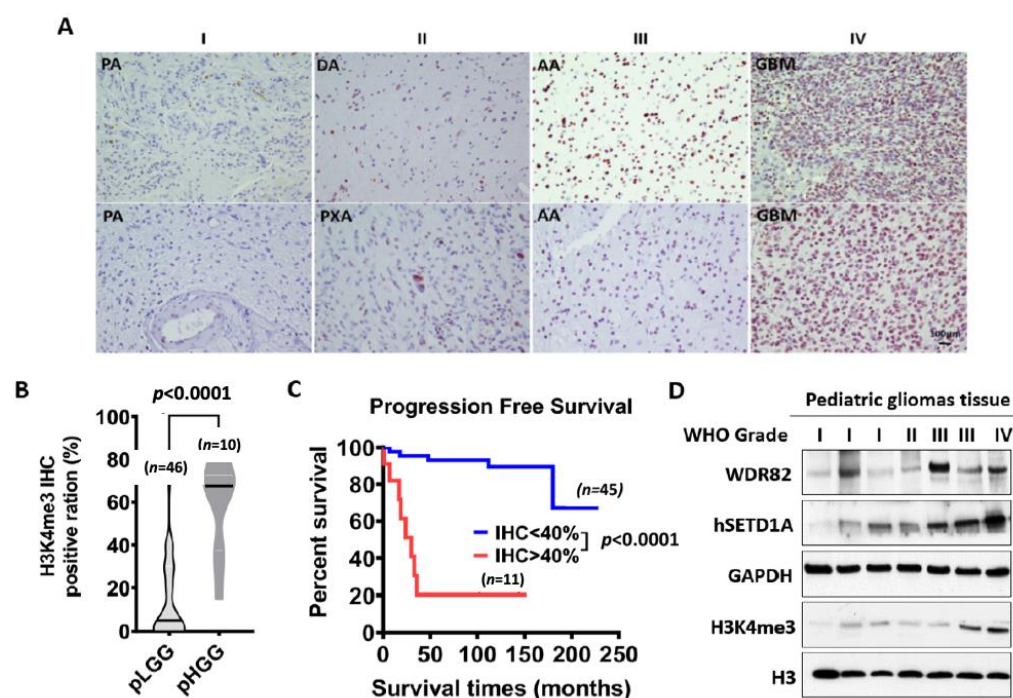 A
I II III IV
PA DA AA GBM
PA PXA AA GBM
100μm
B
p<0.0001
H3K4me3 IHC
positive ration (%)
100
80
60
40
20
0
(n=46)
(n=10)
pLGG
pHGG
C
Progression Free Survival
Percent survival
100
80
60
40
20
0
(n=45)
IHC<40%
IHC>40%
p<0.0001
(n=11)
0 50 100 150 200 250
Survival times (months)
D
Pediatric gliomas tissue
WHO Grade I I I II III III IV
WDR82
hSETD1A
GAPDH
H3K4me3
H3